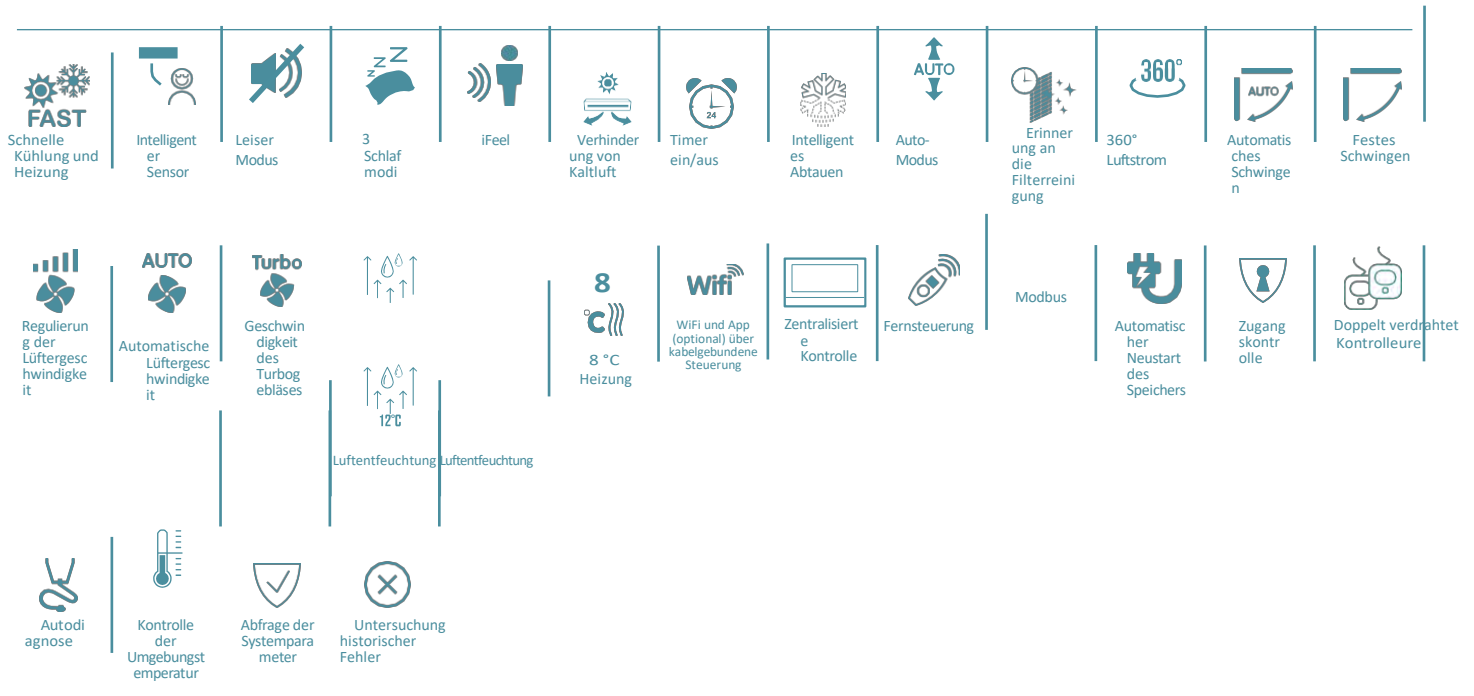 FAST
Schnelle
Kühlung und
Heizung
Intelligent
er
Sensor
Leiser
Modus
zzZ
3
Schlaf
modi
iFeel
Verhinder
ung von
Kaltluft
24
Timer
ein/aus
Intelligent
es
Abtauen
AUTO
Auto-
Modus
Erinner
ung an
die
Filterreini
gung
360°
360°
Luftstrom
AUTO
Automatis
ches
Schwinge
n
Festes
Schwingen
Regulierun
g der
Lüftergesc
hwindigke
it
AUTO
Automatische
Lüftergesc
hwindigke
it
Turbo
Geschwin
digkeit
des
Turbog
ebläses
12°C
Luftentfeuchtung
Luftentfeuchtung
8
°C
8 °C
Heizung
Wifi
WiFi und App
(optional) über
kabelgebundene
Steuerung
Zentralisiert
e
Kontrolle
Fernsteuerung
Modbus
Automatisc
her
Neustart
des
Speichers
Zugang
skontr
olle
Doppelt verdrahtet
Kontrolleure
Autodi
agnose
Kontrolle
der
Umgebungst
emperatur
Abfrage der
Systempara
meter
Untersuchung
historischer
Fehler